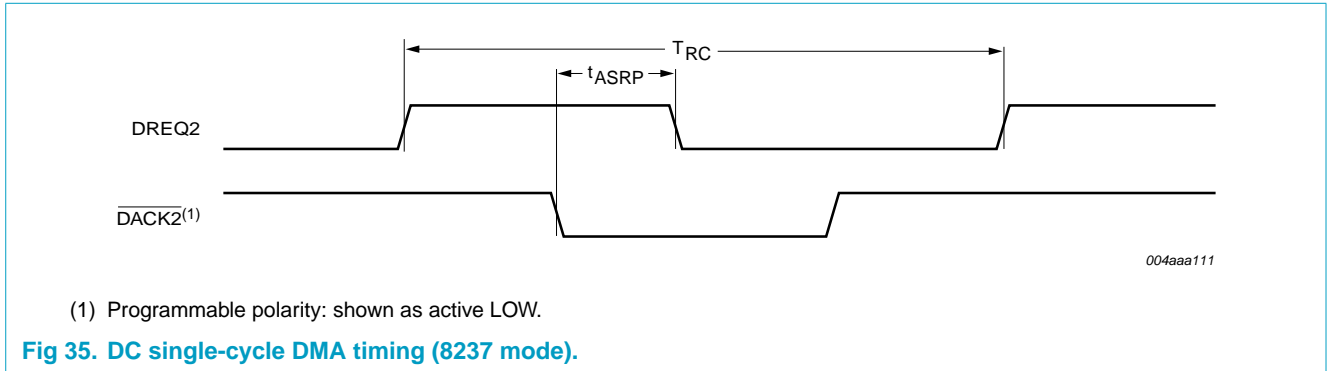 TRC
tASRP
DREQ2
DACK2(1)
004aaa111
(1) Programmable polarity: shown as active LOW.
Fig 35. DC single-cycle DMA timing (8237 mode).